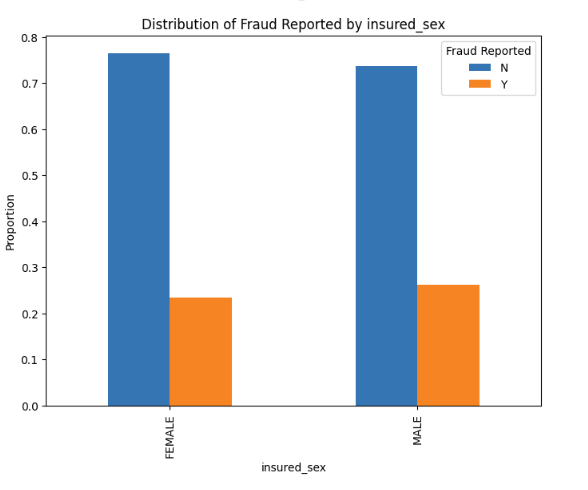 Distribution of Fraud Reported by insured_sex
Fraud Reported
N
Y
0.8
0.7
0.6
0.5
0.4
0.3
0.2
0.1
0.0
Proportion
FEMALE
MALE
insured_sex